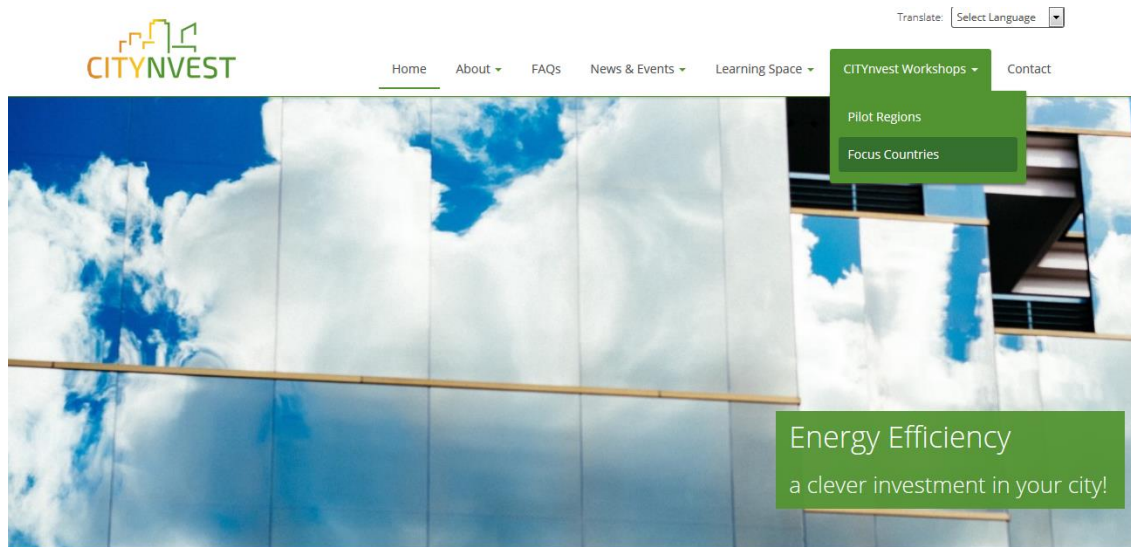 Translate: Select Language
CITYNVEST
Home About FAQs News & Events Learning Space CITYnvest Workshops Contact
Pilot Regions
Focus Countries
Energy Efficiency
a clever investment in your city!